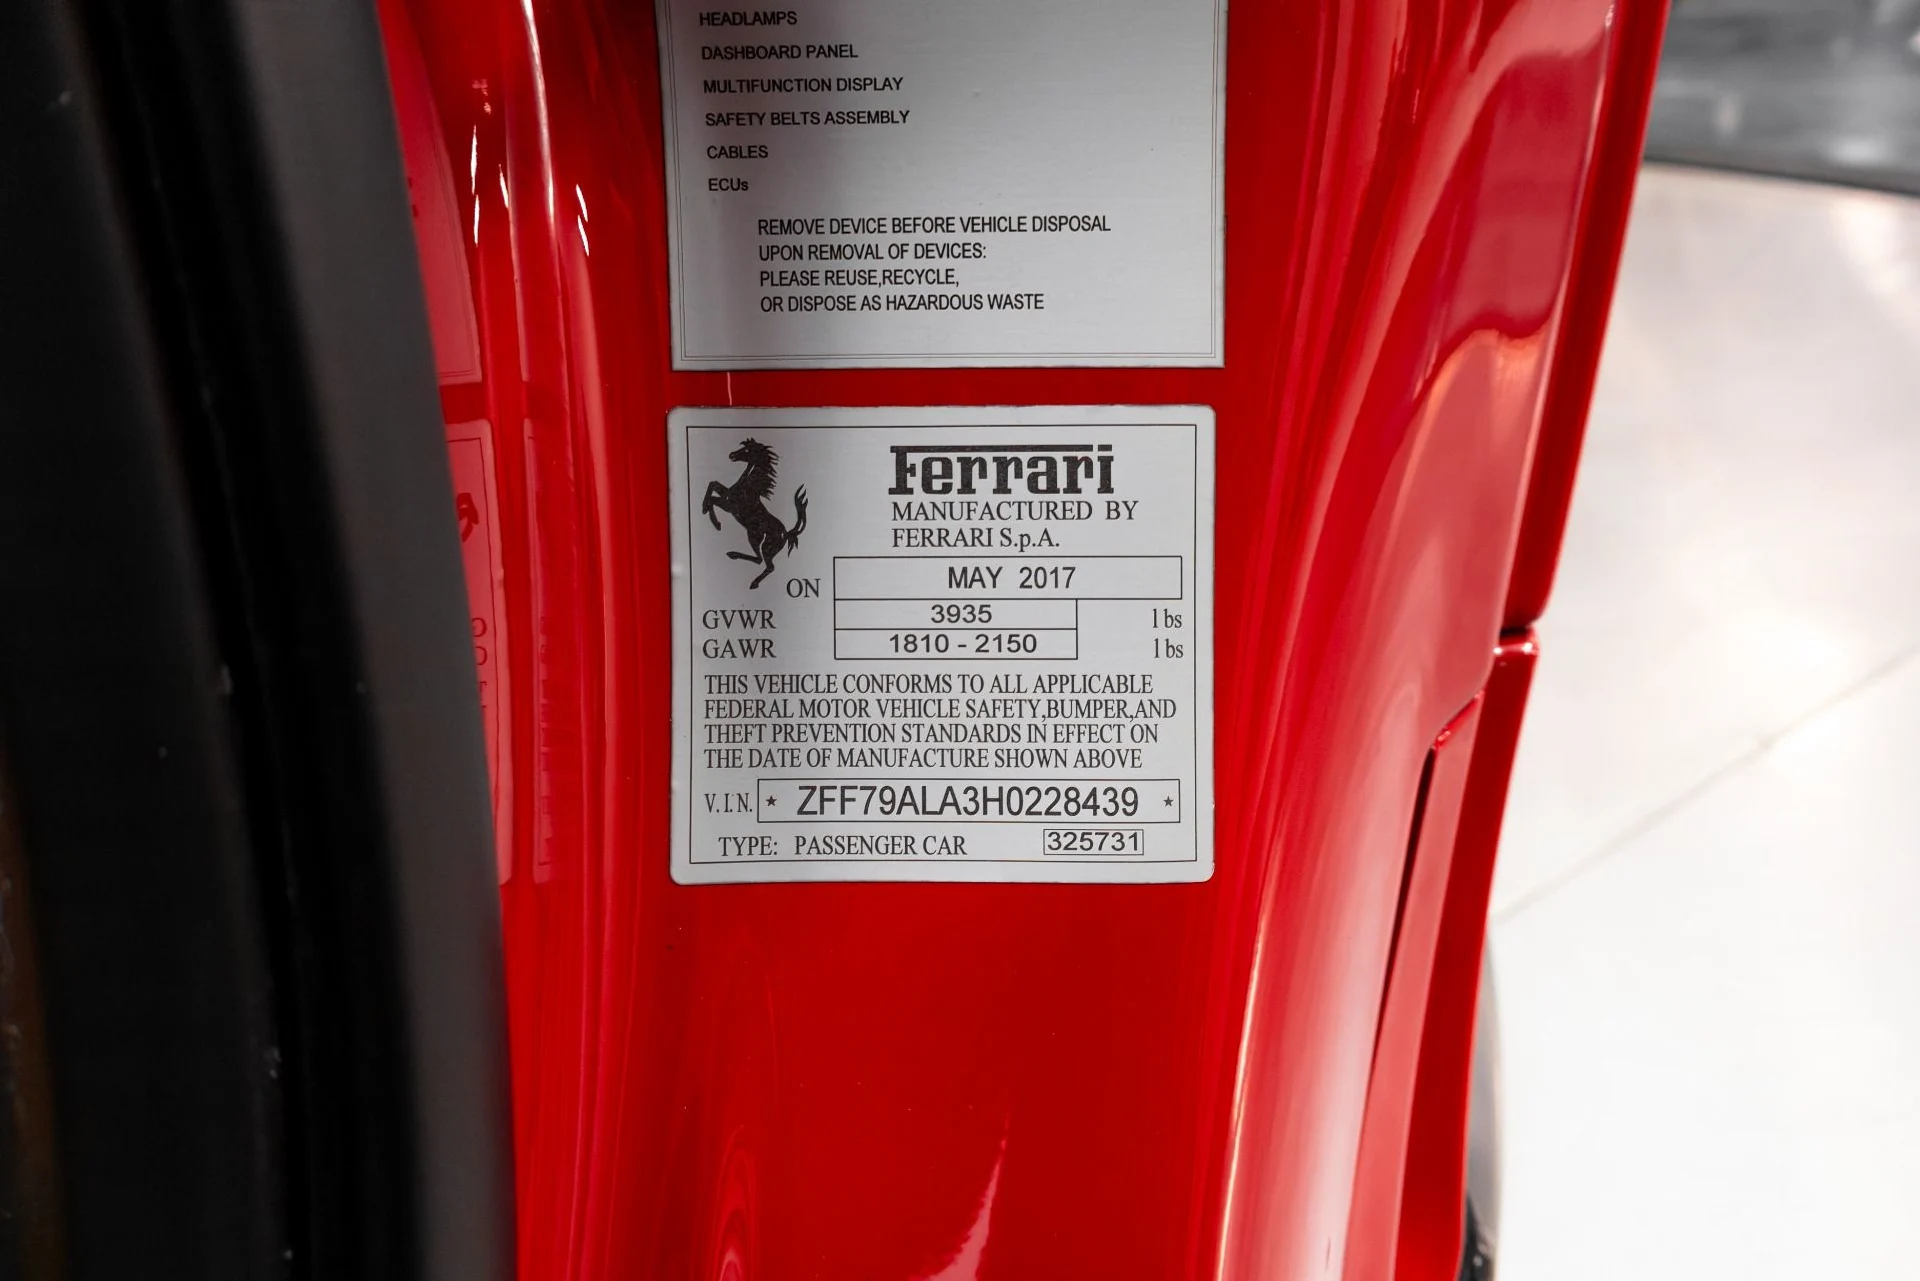 HEADLAMPS
DASHBOARD PANEL
MULTIFUNCTION DISPLAY
SAFETY BELTS ASSEMBLY
CABLES
ECUs
REMOVE DEVICE BEFORE VEHICLE DISPOSAL
UPON REMOVAL OF DEVICES:
PLEASE REUSE,RECYCLE,
OR DISPOSE AS HAZARDOUS WASTE
Ferrari
MANUFACTURED BY
FERRARI S.p.A.
ON MAY 2017
GVWR 3935 lbs
GAWR 1810 - 2150 lbs
THIS VEHICLE CONFORMS TO ALL APPLICABLE
FEDERAL MOTOR VEHICLE SAFETY,BUMPER,AND
THEFT PREVENTION STANDARDS IN EFFECT ON
THE DATE OF MANUFACTURE SHOWN ABOVE
V.I.N. ★ ZFF79ALA3H0228439 ★
TYPE: PASSENGER CAR 325731